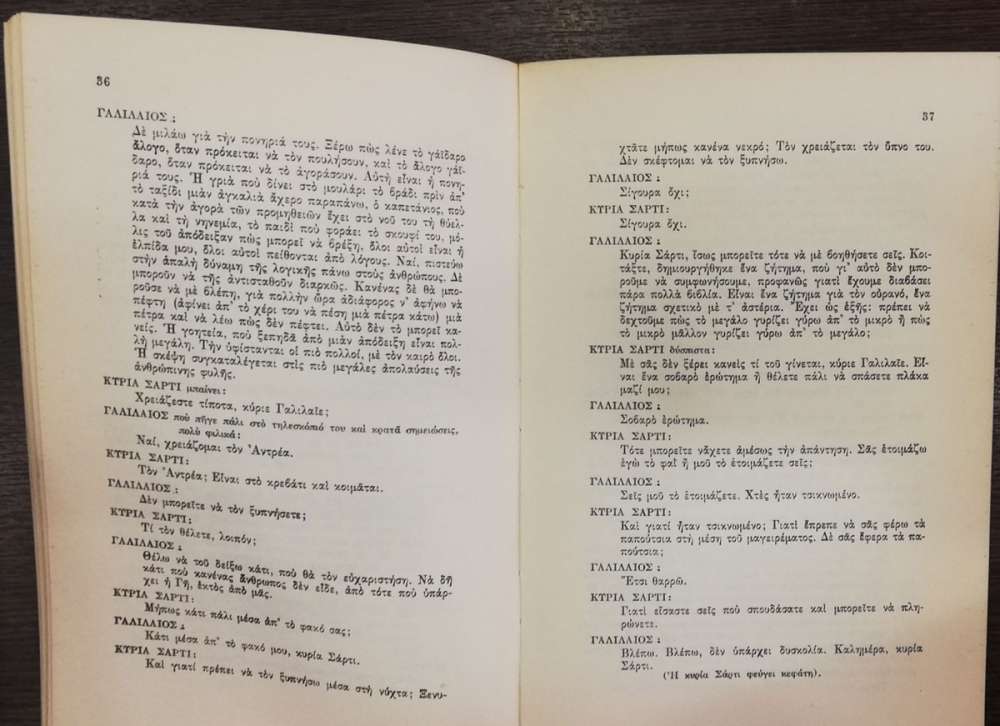 36
ΓΑΛΙΛΑΙΟΣ :
Δὲ μιλάω γιὰ τὴν πονηριά τους. Ξέρω πὼς λένε τὸ γάϊδαρο
ἄλογο, ὅταν πρόκειται νὰ τὸν πουλήσουν, καὶ τὸ ἄλογο γάϊ-
δαρο, ὅταν πρόκειται νὰ τὸ ἀγοράσουν. Αὐτὴ εἶναι ἡ πονη-
ριά τους. Ἡ γριὰ ποὺ δίνει στὸ μουλάρι τὸ βράδι πρὶν ἀπ'
τὸ ταξίδι μιὰν ἀγκαλιὰ ἄχερο παραπάνω, ὁ καπετάνιος, ποὺ
κατὰ τὴν ἀγορὰ τῶν προμηθειῶν ἔχει στὸ νοῦ του τὴ θύελ-
λα καὶ τὴ νηνεμία, τὸ παιδὶ ποὺ φοράει τὸ σκουφί του, μό-
λις τοῦ ἀπόδειξαν πὼς μπορεῖ νὰ βρέξη, ὅλοι αὐτοὶ εἶναι ἡ
ἐλπίδα μου, ὅλοι αὐτοὶ πείθονται ἀπὸ λόγους. Ναί, πιστεύω
στὴν ἁπαλὴ δύναμη τῆς λογικῆς πάνω στοὺς ἀνθρώπους. Δὲ
μποροῦν νὰ τῆς ἀντισταθοῦν διαρκῶς. Κανένας δὲ θὰ μπο-
ροῦσε νὰ μὲ βλέπη, γιὰ πολλὴν ὥρα ἀδιάφορος ν' ἀφήνω νὰ
πέφτη (ἀφίνει ἀπ' τὸ χέρι του νὰ πέση μιὰ πέτρα κάτω) μιὰ
πέτρα καὶ νὰ λέω πὼς δὲν πέφτει. Αὐτὸ δὲν τὸ μπορεῖ κα-
νείς. Ἡ γοητεία, ποὺ ξεπηδᾶ ἀπὸ μιὰν ἀπόδειξη εἶναι πολ-
λὴ μεγάλη. Τὴν ὑφίστανται οἱ πιὸ πολλοί, μὲ τὸν καιρὸ ὅλοι.
Ἡ σκέψη συγκαταλέγεται στὶς πιὸ μεγάλες ἀπολαύσεις τῆς
ἀνθρώπινης φυλῆς.
ΚΥΡΙΑ ΣΑΡΤΙ μπαίνει :
Χρειάζεστε τίποτα, κύριε Γαλιλαῖε;
ΓΑΛΙΛΑΙΟΣ ποὺ πῆγε πάλι στὸ τηλεσκόπιό του καὶ κρατᾶ σημειώσεις,
πολὺ φιλικά :
Ναί, χρειάζομαι τὸν Ἀντρέα.
ΚΥΡΙΑ ΣΑΡΤΙ:
Τὸν Ἀντρέα; Εἶναι στὸ κρεβάτι καὶ κοιμᾶται.
ΓΑΛΙΛΑΙΟΣ :
Δὲν μπορεῖτε νὰ τὸν ξυπνήσετε;
ΚΥΡΙΑ ΣΑΡΤΙ:
Τί τὸν θέλετε, λοιπόν;
ΓΑΛΙΛΑΙΟΣ :
Θέλω νὰ τοῦ δείξω κάτι, ποὺ θὰ τὸν εὐχαριστήση. Νὰ δῆ
κάτι ποὺ κανένας ἄνθρωπος δὲν εἶδε, ἀπὸ τότε ποὺ ὑπάρ-
χει ἡ Γῆ, ἐκτὸς ἀπὸ μᾶς.
ΚΥΡΙΑ ΣΑΡΤΙ:
Μήπως κάτι πάλι μέσα ἀπ' τὸ φακό σας;
ΓΑΛΙΛΑΙΟΣ :
Κάτι μέσα ἀπ' τὸ φακό μου, κυρία Σάρτι.
ΚΥΡΙΑ ΣΑΡΤΙ:
Καὶ γιατί πρέπει νὰ τὸν ξυπνήσω μέσα στὴ νύχτα; Ξενυ-
37
χτᾶτε μήπως κανένα νεκρό; Τὸν χρειάζεται τὸν ὕπνο του.
Δὲν σκέφτομαι νὰ τὸν ξυπνήσω.
ΓΑΛΙΛΑΙΟΣ :
Σίγουρα ὄχι;
ΚΥΡΙΑ ΣΑΡΤΙ:
Σίγουρα ὄχι.
ΓΑΛΙΛΑΙΟΣ :
Κυρία Σάρτι, ἴσως μπορεῖτε τότε νὰ μὲ βοηθήσετε σεῖς. Κοι-
τάξτε, δημιουργήθηκε ἕνα ζήτημα, ποὺ γι' αὐτὸ δὲν μπο-
ροῦμε νὰ συμφωνήσουμε, προφανῶς γιατὶ ἔχουμε διαβάσει
πάρα πολλὰ βιβλία. Εἶναι ἕνα ζήτημα γιὰ τὸν οὐρανό, ἕνα
ζήτημα σχετικὸ μὲ τ' ἀστέρια. Ἔχει ὡς ἑξῆς: πρέπει νὰ
δεχτοῦμε πὼς τὸ μεγάλο γυρίζει γύρω ἀπ' τὸ μικρὸ ἢ πὼς
τὸ μικρὸ μᾶλλον γυρίζει γύρω ἀπ' τὸ μεγάλο;
ΚΥΡΙΑ ΣΑΡΤΙ δύσπιστα :
Μὲ σᾶς δὲν ξέρει κανεὶς τί τοῦ γίνεται, κύριε Γαλιλαῖε. Εἶ-
ναι ἕνα σοβαρὸ ἐρώτημα ἢ θέλετε πάλι νὰ σπάσετε πλάκα
μαζί μου;
ΓΑΛΙΛΑΙΟΣ :
Σοβαρὸ ἐρώτημα.
ΚΥΡΙΑ ΣΑΡΤΙ:
Τότε μπορεῖτε νἄχετε ἀμέσως τὴν ἀπάντηση. Σᾶς ἑτοιμάζω
ἐγὼ τὸ φαῒ ἢ μοῦ τὸ ἑτοιμάζετε σεῖς;
ΓΑΛΙΛΑΙΟΣ :
Σεῖς μοῦ τὸ ἑτοιμάζετε. Χτὲς ἦταν τσικνωμένο.
ΚΥΡΙΑ ΣΑΡΤΙ:
Καὶ γιατί ἦταν τσικνωμένο; Γιατὶ ἔπρεπε νὰ σᾶς φέρω τὰ
παπούτσια στὴ μέση τοῦ μαγειρέματος. Δὲ σᾶς ἔφερα τὰ πα-
πούτσια;
ΓΑΛΙΛΑΙΟΣ :
Ἔτσι θαρρῶ.
ΚΥΡΙΑ ΣΑΡΤΙ:
Γιατὶ εἴσαστε σεῖς ποὺ σπουδάσατε καὶ μπορεῖτε νὰ πλη-
ρώνετε.
ΓΑΛΙΛΑΙΟΣ :
Βλέπω. Βλέπω, δὲν ὑπάρχει δυσκολία. Καλημέρα, κυρία
Σάρτι.
(Ἡ κυρία Σάρτι φεύγει κεφάτη).